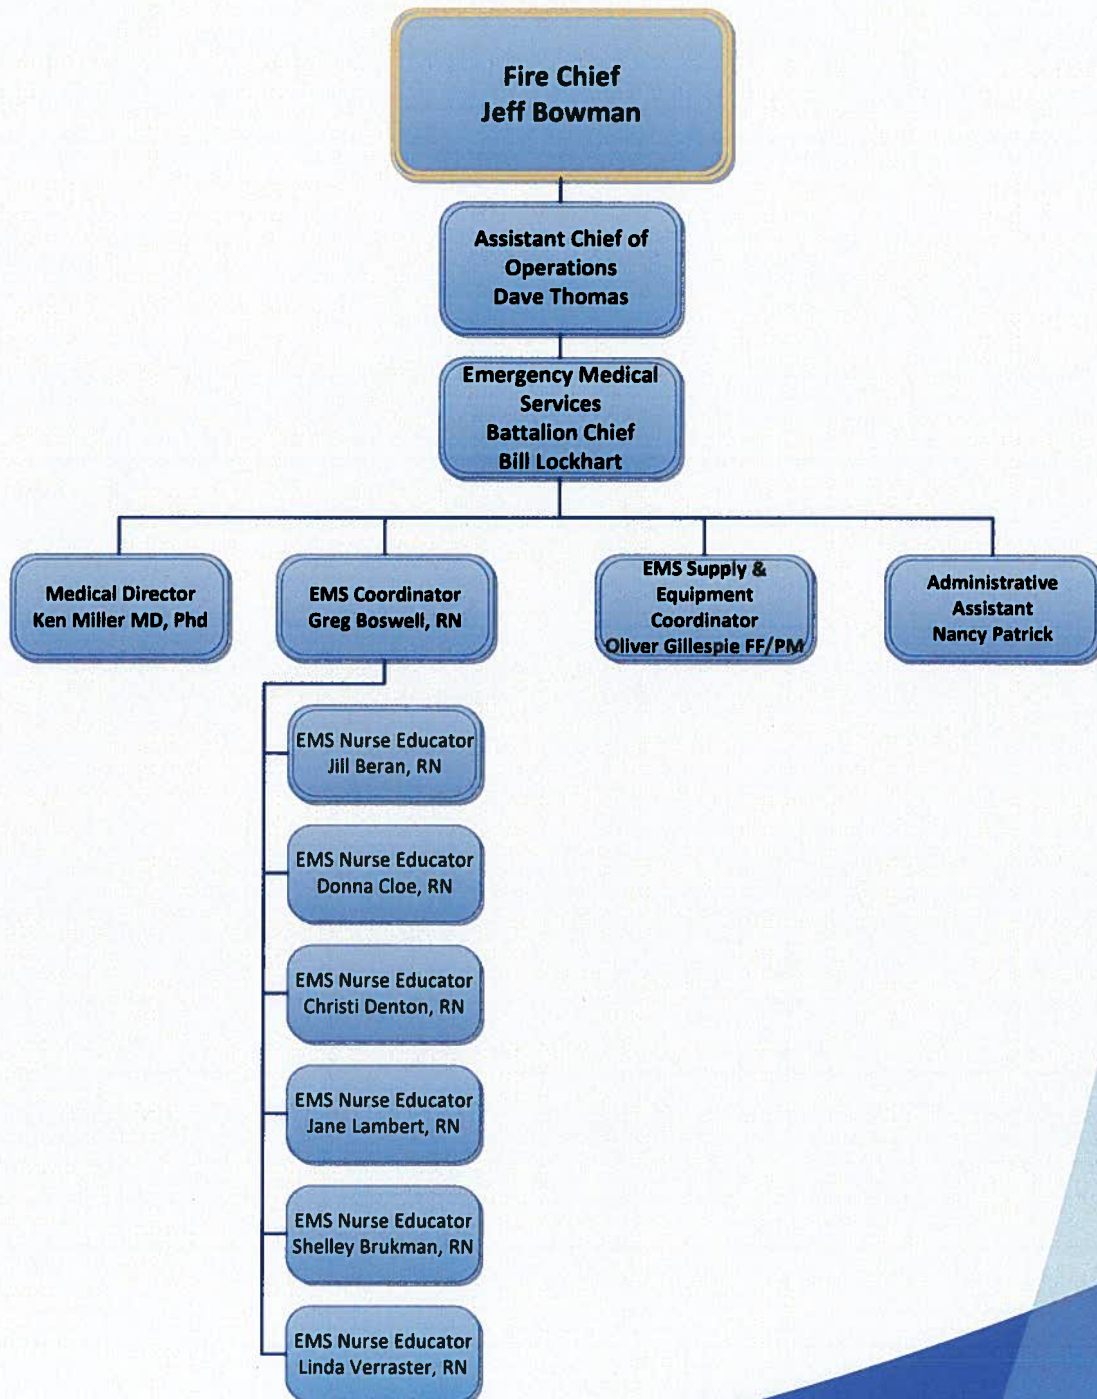 Fire Chief
Jeff Bowman
Assistant Chief of
Operations
Dave Thomas
Emergency Medical
Services
Battalion Chief
Bill Lockhart
Medical Director
Ken Miller MD, Phd
EMS Coordinator
Greg Boswell, RN
EMS Supply &
Equipment
Coordinator
Oliver Gillespie FF/PM
Administrative
Assistant
Nancy Patrick
EMS Nurse Educator
Jill Beran, RN
EMS Nurse Educator
Donna Cloe, RN
EMS Nurse Educator
Christi Denton, RN
EMS Nurse Educator
Jane Lambert, RN
EMS Nurse Educator
Shelley Brukman, RN
EMS Nurse Educator
Linda Verraster, RN